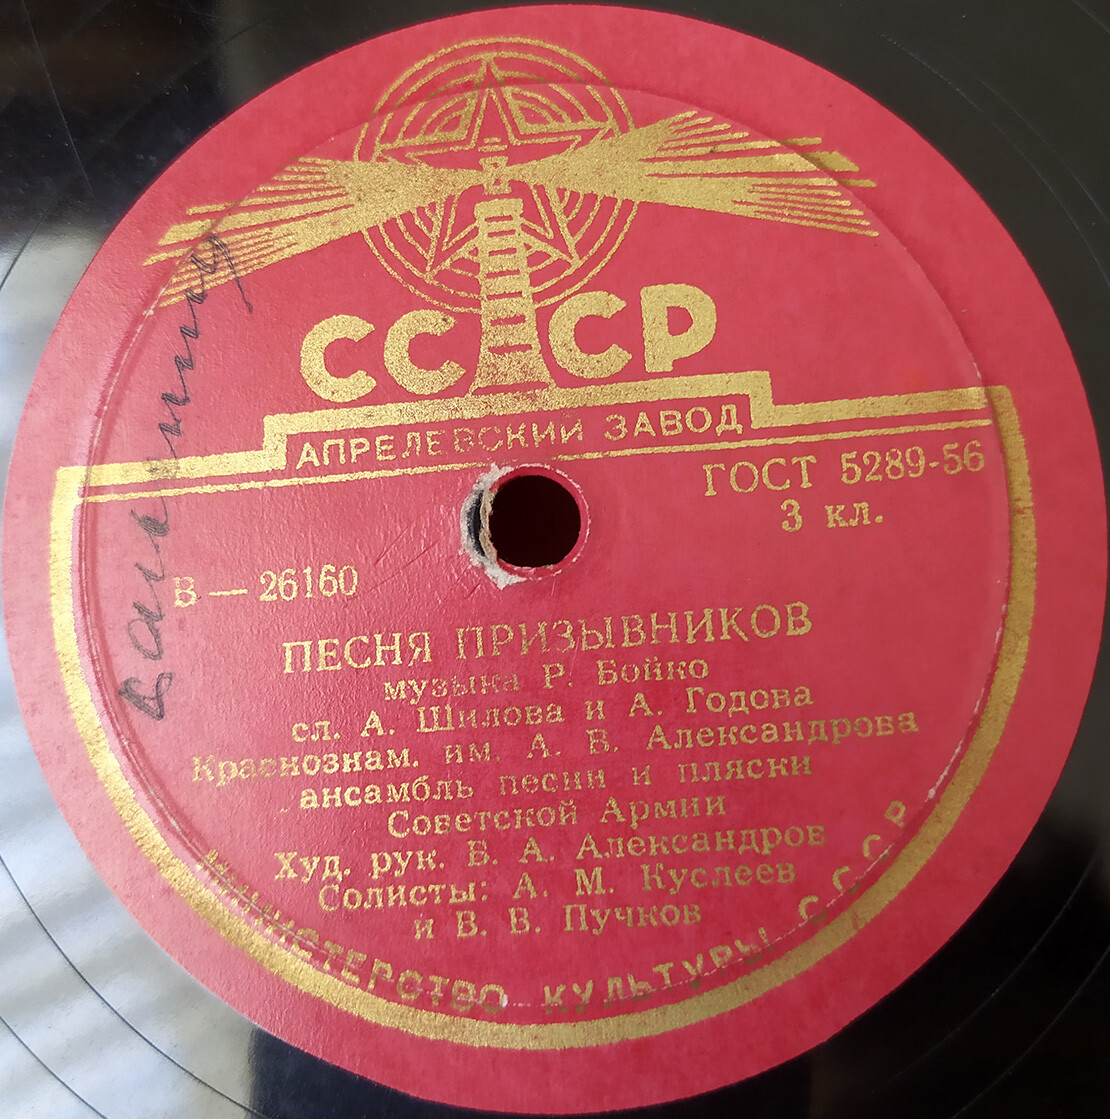 СССР
АПРЕЛЕВСКИЙ ЗАВОД
ГОСТ 5289-56
3 кл.
В — 26160
ПЕСНЯ ПРИЗЫВНИКОВ
музыка Р. Бойко
сл. А. Шилова и А. Годова
Краснознам. им. А. В. Александрова
ансамбль песни и пляски
Советской Армии
Худ. рук. Б. А. Александров
Солисты: А. М. Куслеев
и В. В. Пучков
МИНИСТЕРСТВО КУЛЬТУРЫ СССР